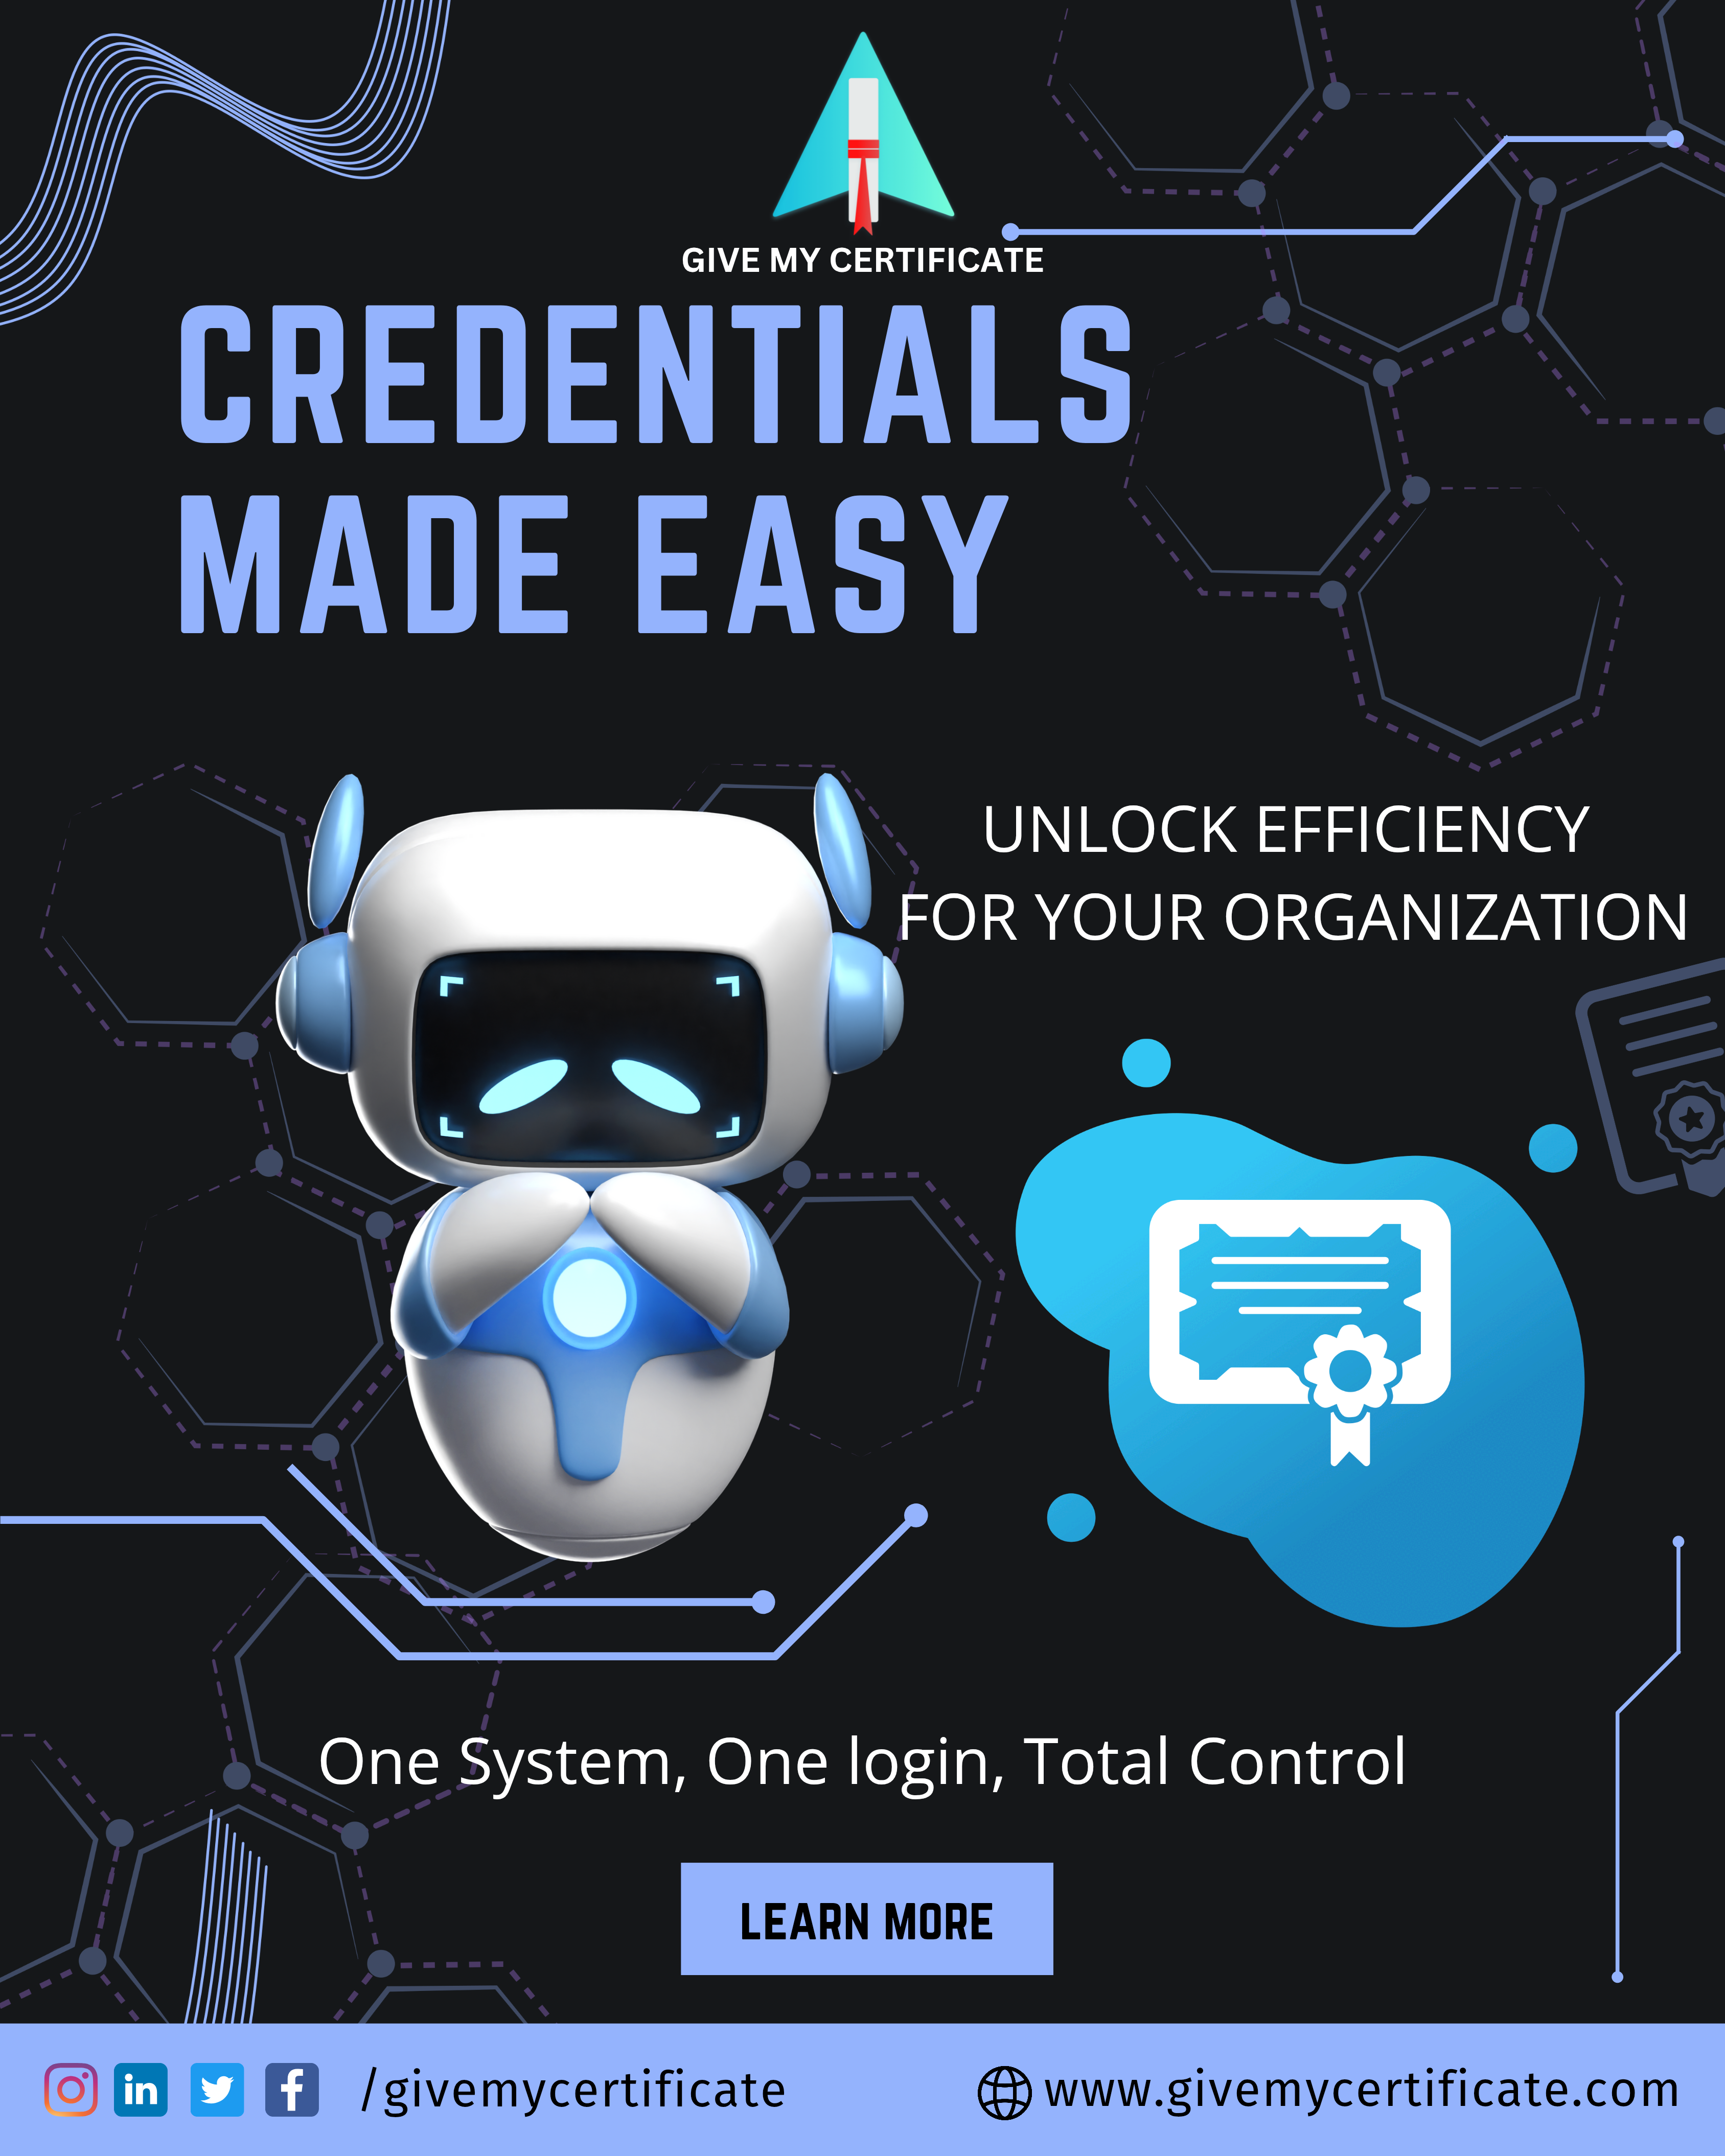 GIVE MY CERTIFICATE
CREDENTIALS
MADE EASY
UNLOCK EFFICIENCY
FOR YOUR ORGANIZATION
One System, One login, Total Control
LEARN MORE
in
f
/givemycertificate
www.givemycertificate.com